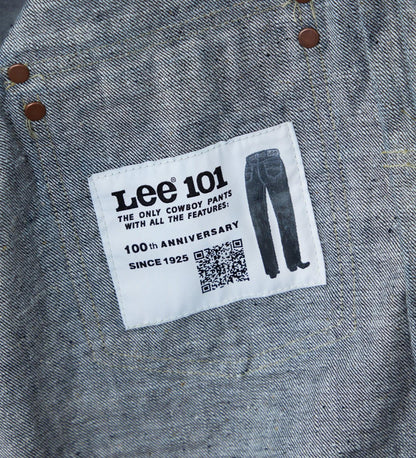 Lee® 101
THE ONLY COWBOY PANTS
WITH ALL THE FEATURES:
100th ANNIVERSARY
SINCE 1925